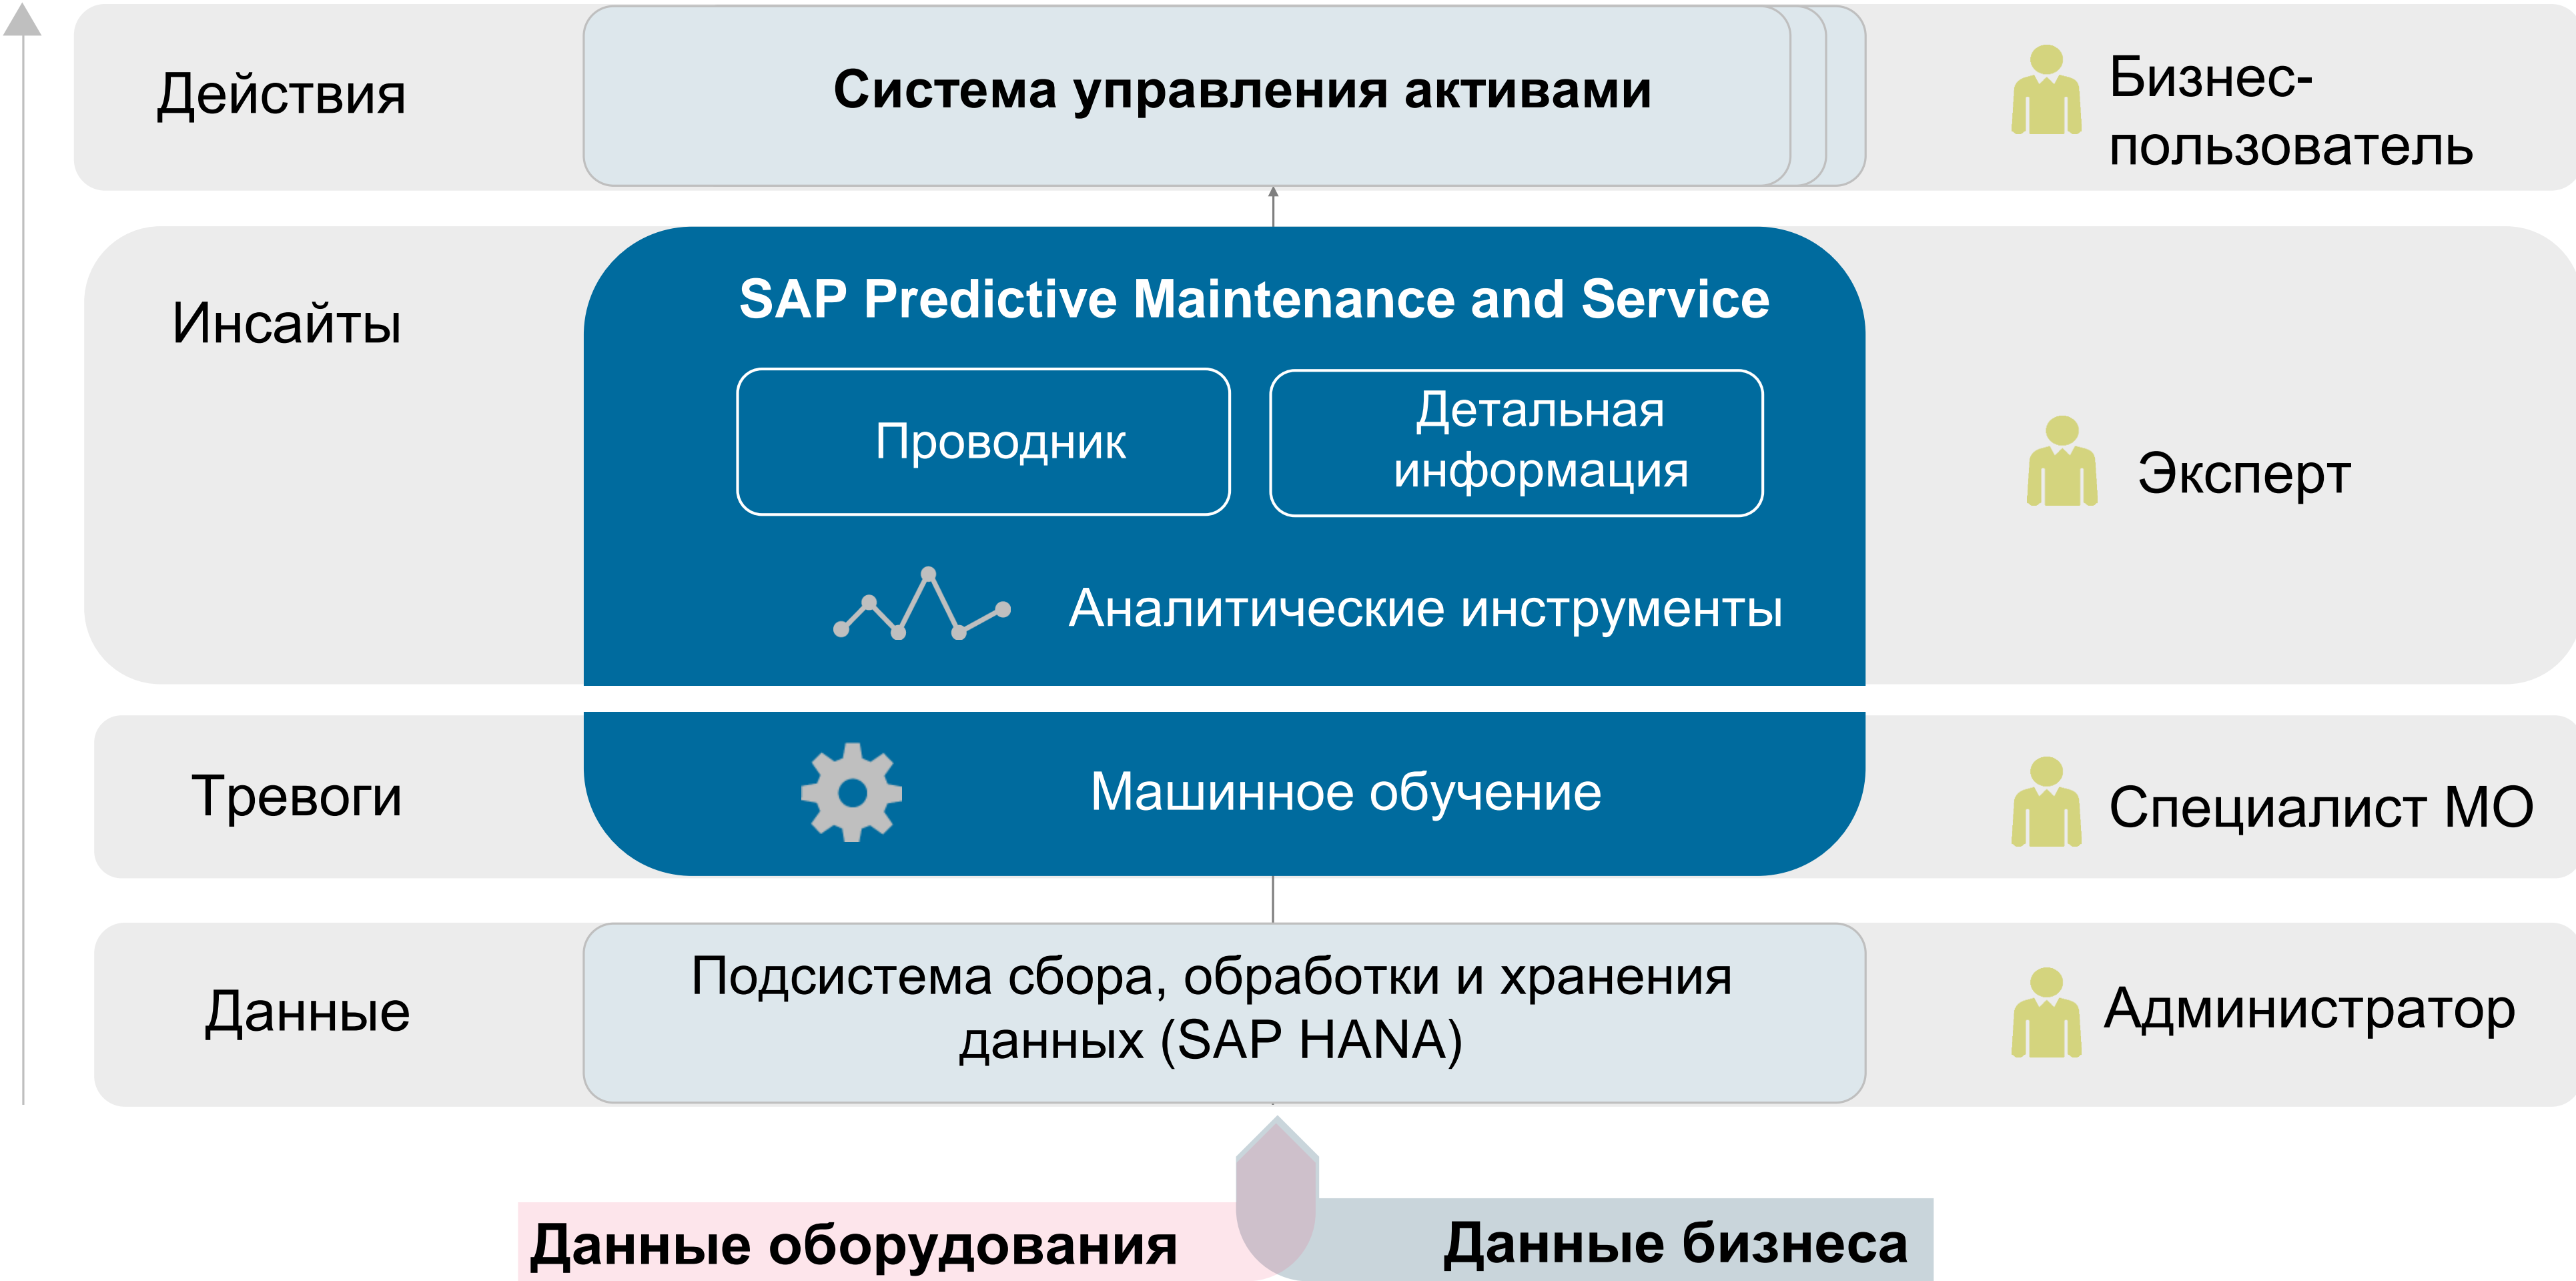 Действия
Система управления активами
Бизнес-
пользователь
Инсайты
SAP Predictive Maintenance and Service
Проводник
Детальная
информация
Аналитические инструменты
Эксперт
Тревоги
Машинное обучение
Специалист МО
Данные
Подсистема сбора, обработки и хранения
данных (SAP HANA)
Администратор
Данные оборудования
Данные бизнеса